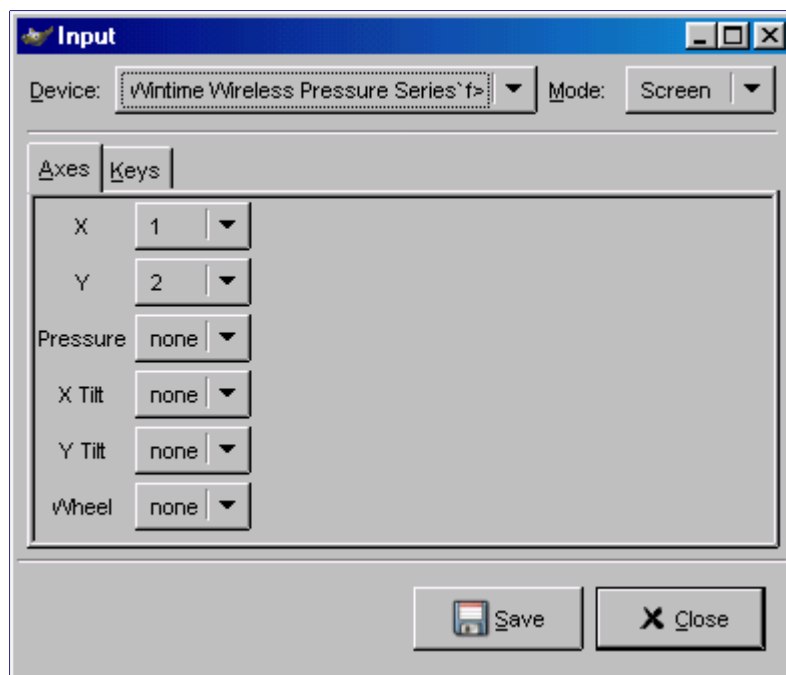 Input
Device: Wintime Wireless Pressure Series`f> Mode: Screen
Axes Keys
X 1
Y 2
Pressure none
X Tilt none
Y Tilt none
Wheel none
Save Close